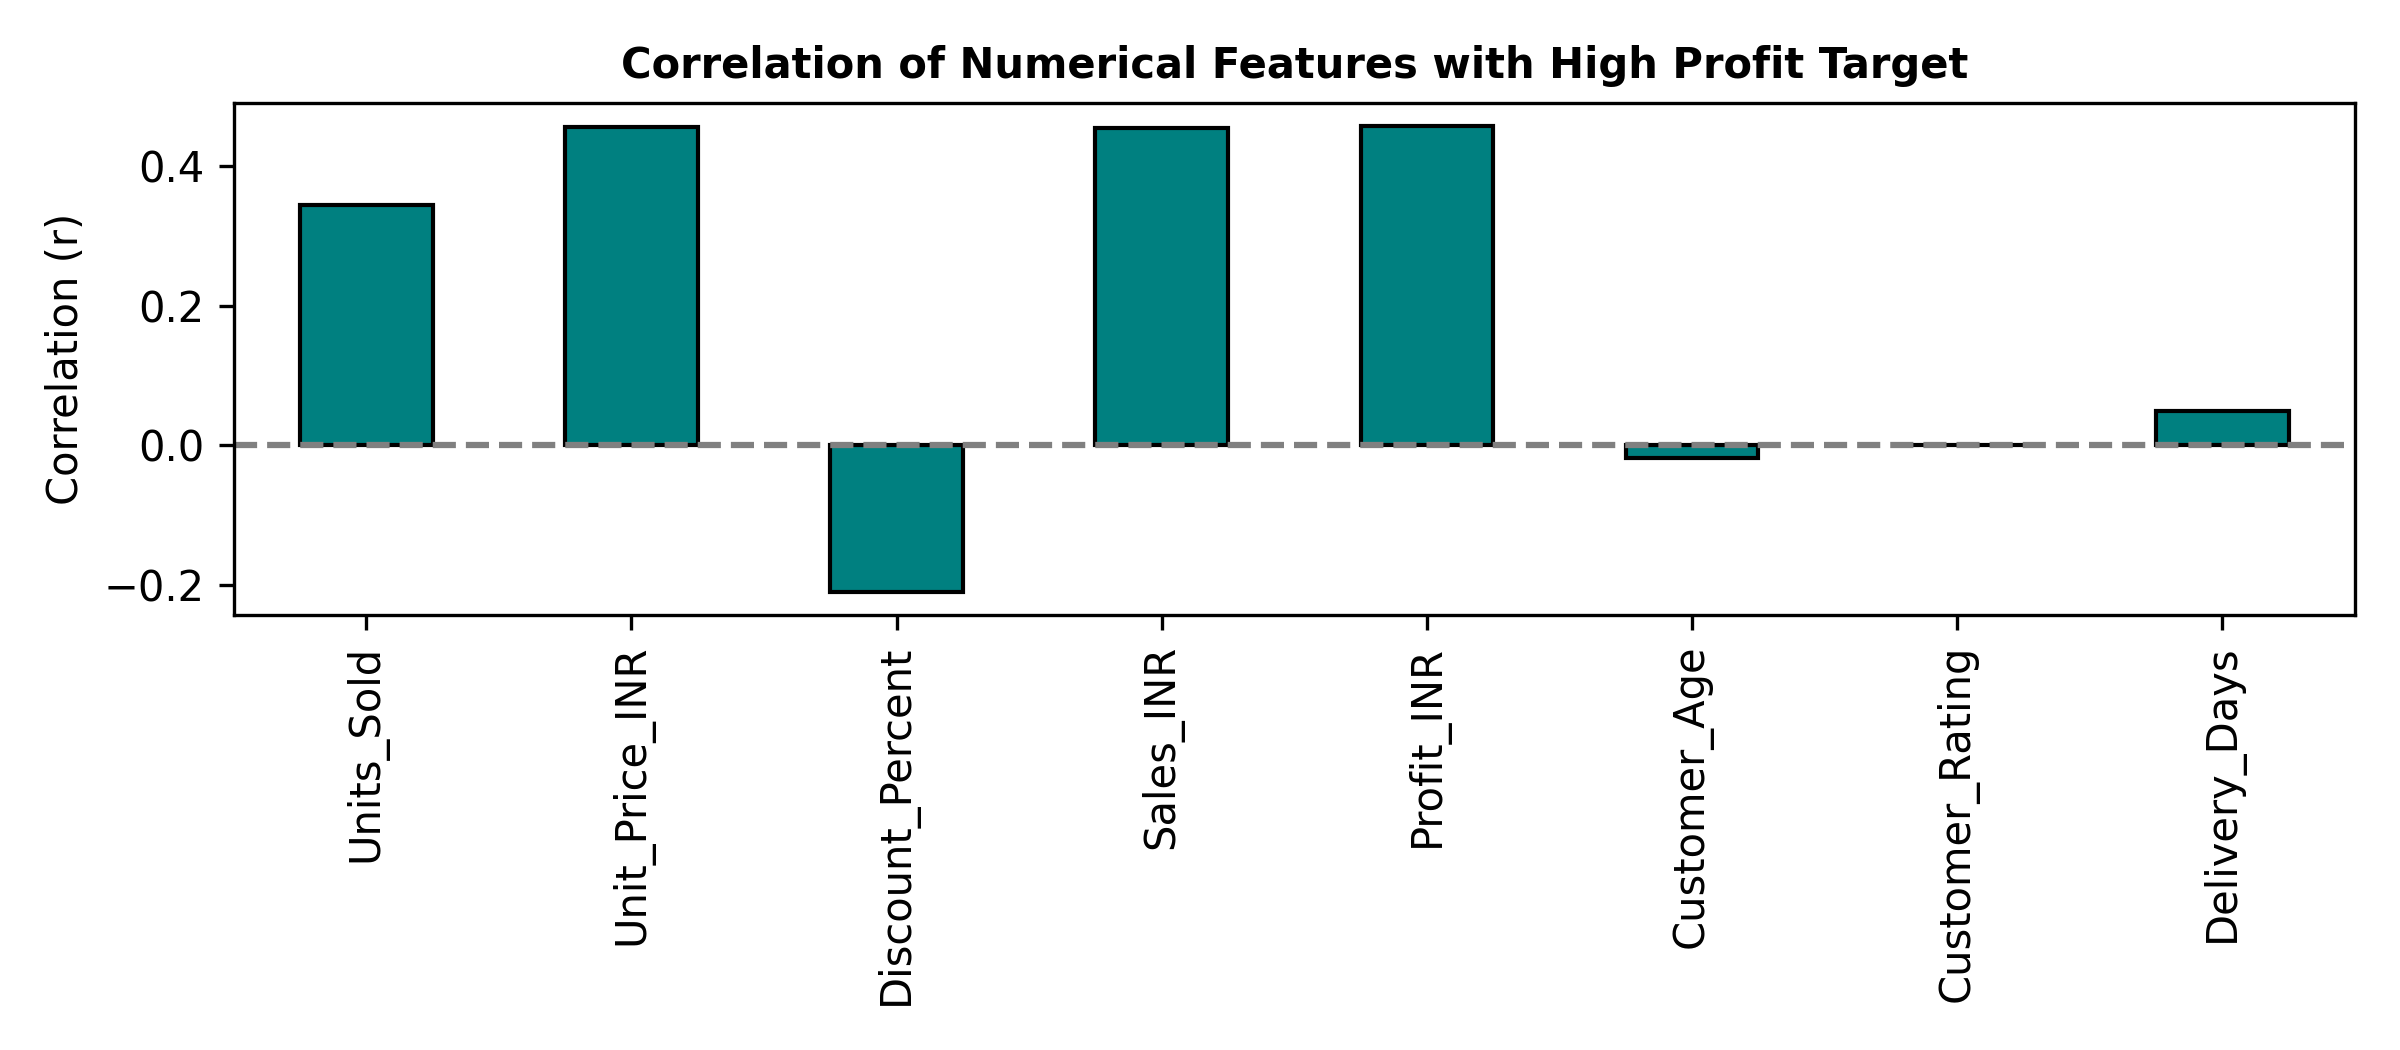 Correlation of Numerical Features with High Profit Target
Correlation (r)
0.4
0.2
0.0
−0.2
Units_Sold
Unit_Price_INR
Discount_Percent
Sales_INR
Profit_INR
Customer_Age
Customer_Rating
Delivery_Days